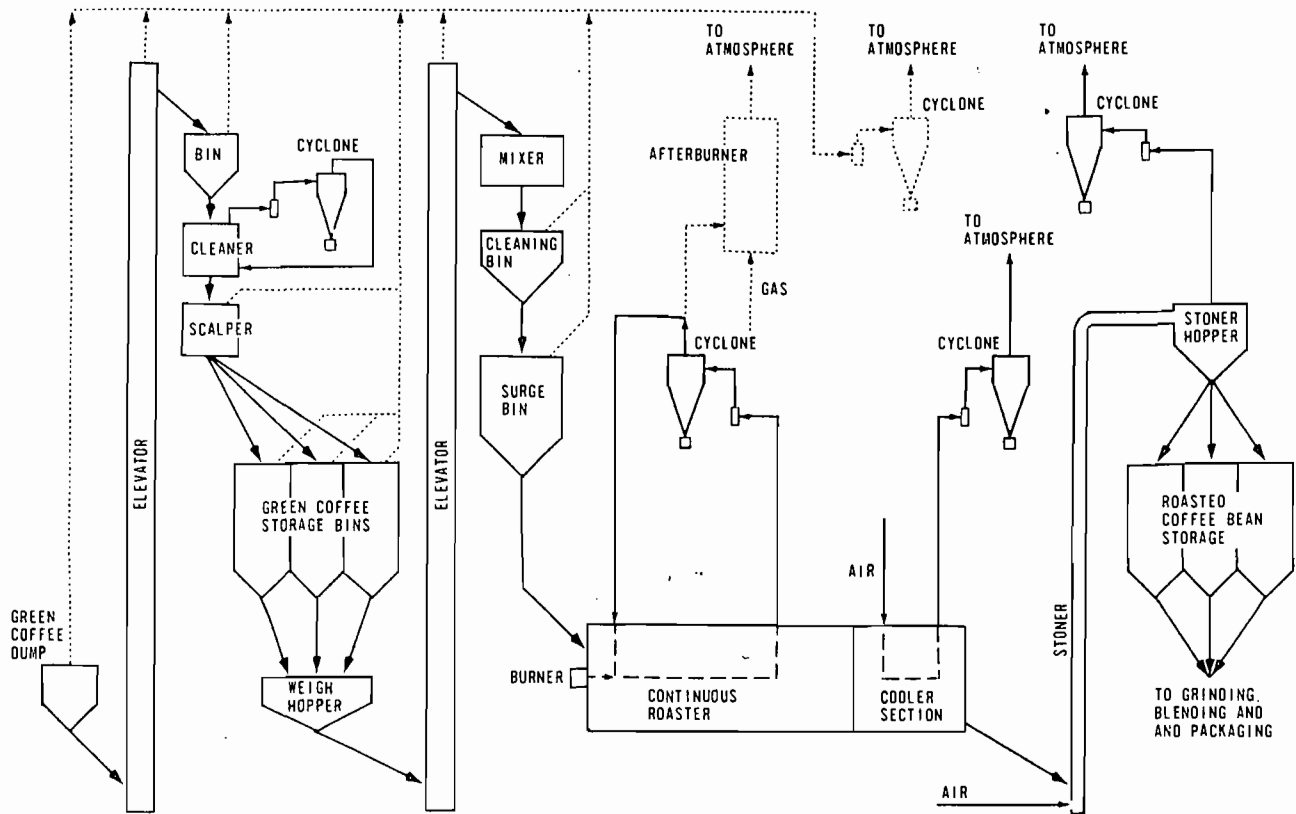 TO
ATMOSPHERE
TO
ATMOSPHERE
TO
ATMOSPHERE
CYCLONE
CYCLONE
BIN
CYCLONE
MIXER
AFTERBURNER
CLEANER
CLEANING
BIN
TO
ATMOSPHERE
GAS
SCALPER
STONER
HOPPER
CYCLONE
CYCLONE
SURGE
BIN
ELEVATOR
ELEVATOR
GREEN COFFEE
STORAGE BINS
ROASTED
COFFEE BEAN
STORAGE
AIR
GREEN
COFFEE
DUMP
STONER
BURNER
WEIGH
HOPPER
CONTINUOUS
ROASTER
COOLER
SECTION
TO GRINDING,
BLENDING AND
AND PACKAGING
AIR